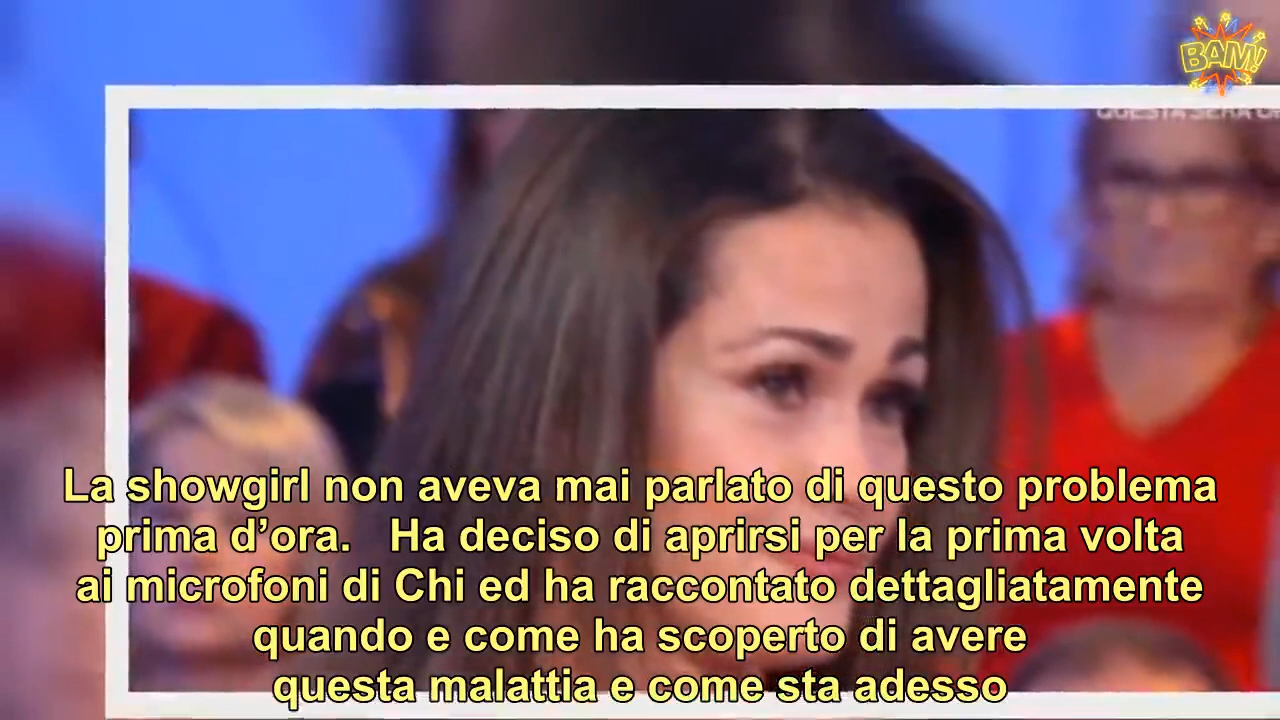 BAM!
QUESTA SERA
La showgirl non aveva mai parlato di questo problema
prima d’ora.   Ha deciso di aprirsi per la prima volta
ai microfoni di Chi ed ha raccontato dettagliatamente
quando e come ha scoperto di avere
questa malattia e come sta adesso